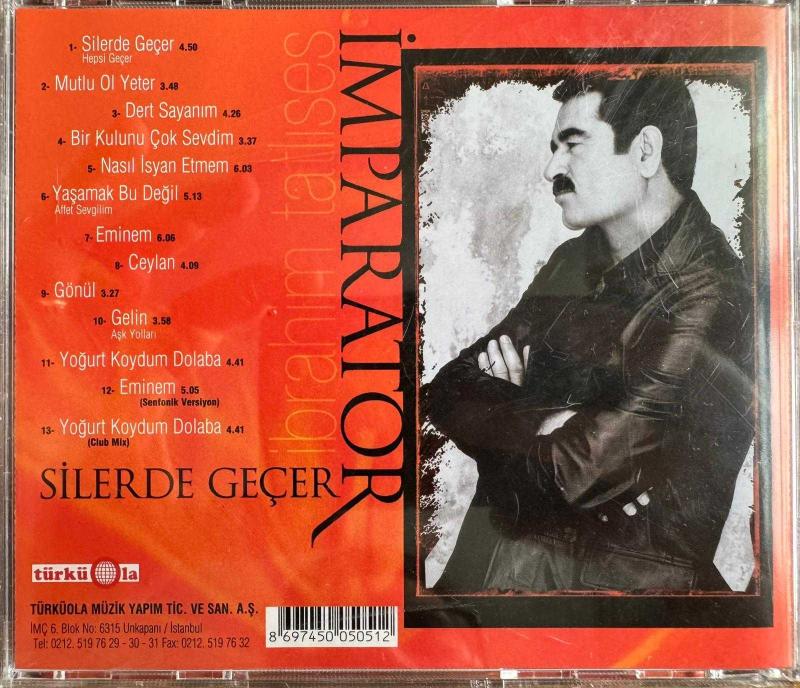 1- Silerde Geçer 4.50
Hepsi Geçer
2- Mutlu Ol Yeter 3.48
3- Dert Sayanım 4.26
4- Bir Kulunu Çok Sevdim 3.37
5- Nasıl İsyan Etmem 6.03
6- Yaşamak Bu Değil 5.13
Affet Sevgilim
7- Eminem 6.06
8- Ceylan 4.09
9- Gönül 3.27
10- Gelin 3.58
Aşk Yolları
11- Yoğurt Koydum Dolaba 4.41
12- Eminem 5.05
(Senfonik Versiyon)
13- Yoğurt Koydum Dolaba 4.41
(Club Mix)
SİLERDE GEÇER
ibrahim tatlıses
İMPARATOR
türküola
TÜRKÜOLA MÜZİK YAPIM TİC. VE SAN. A.Ş.
İMÇ 6. Blok No: 6315 Unkapanı / İstanbul
Tel: 0212. 519 76 29 - 30 - 31 Fax: 0212. 519 76 32
8 697450 050512